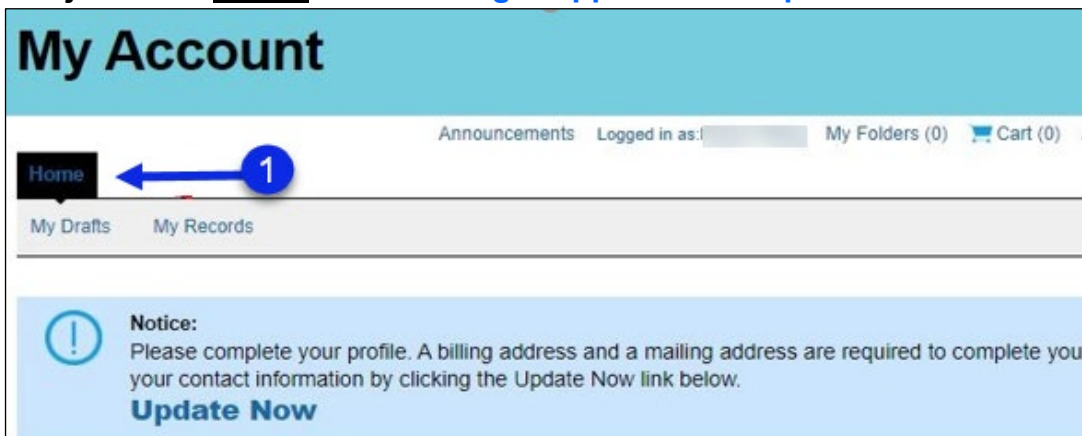 My Account
Announcements Logged in as: My Folders (0) Cart (0)
Home 1
My Drafts My Records
Notice:
Please complete your profile. A billing address and a mailing address are required to complete you
your contact information by clicking the Update Now link below.
Update Now